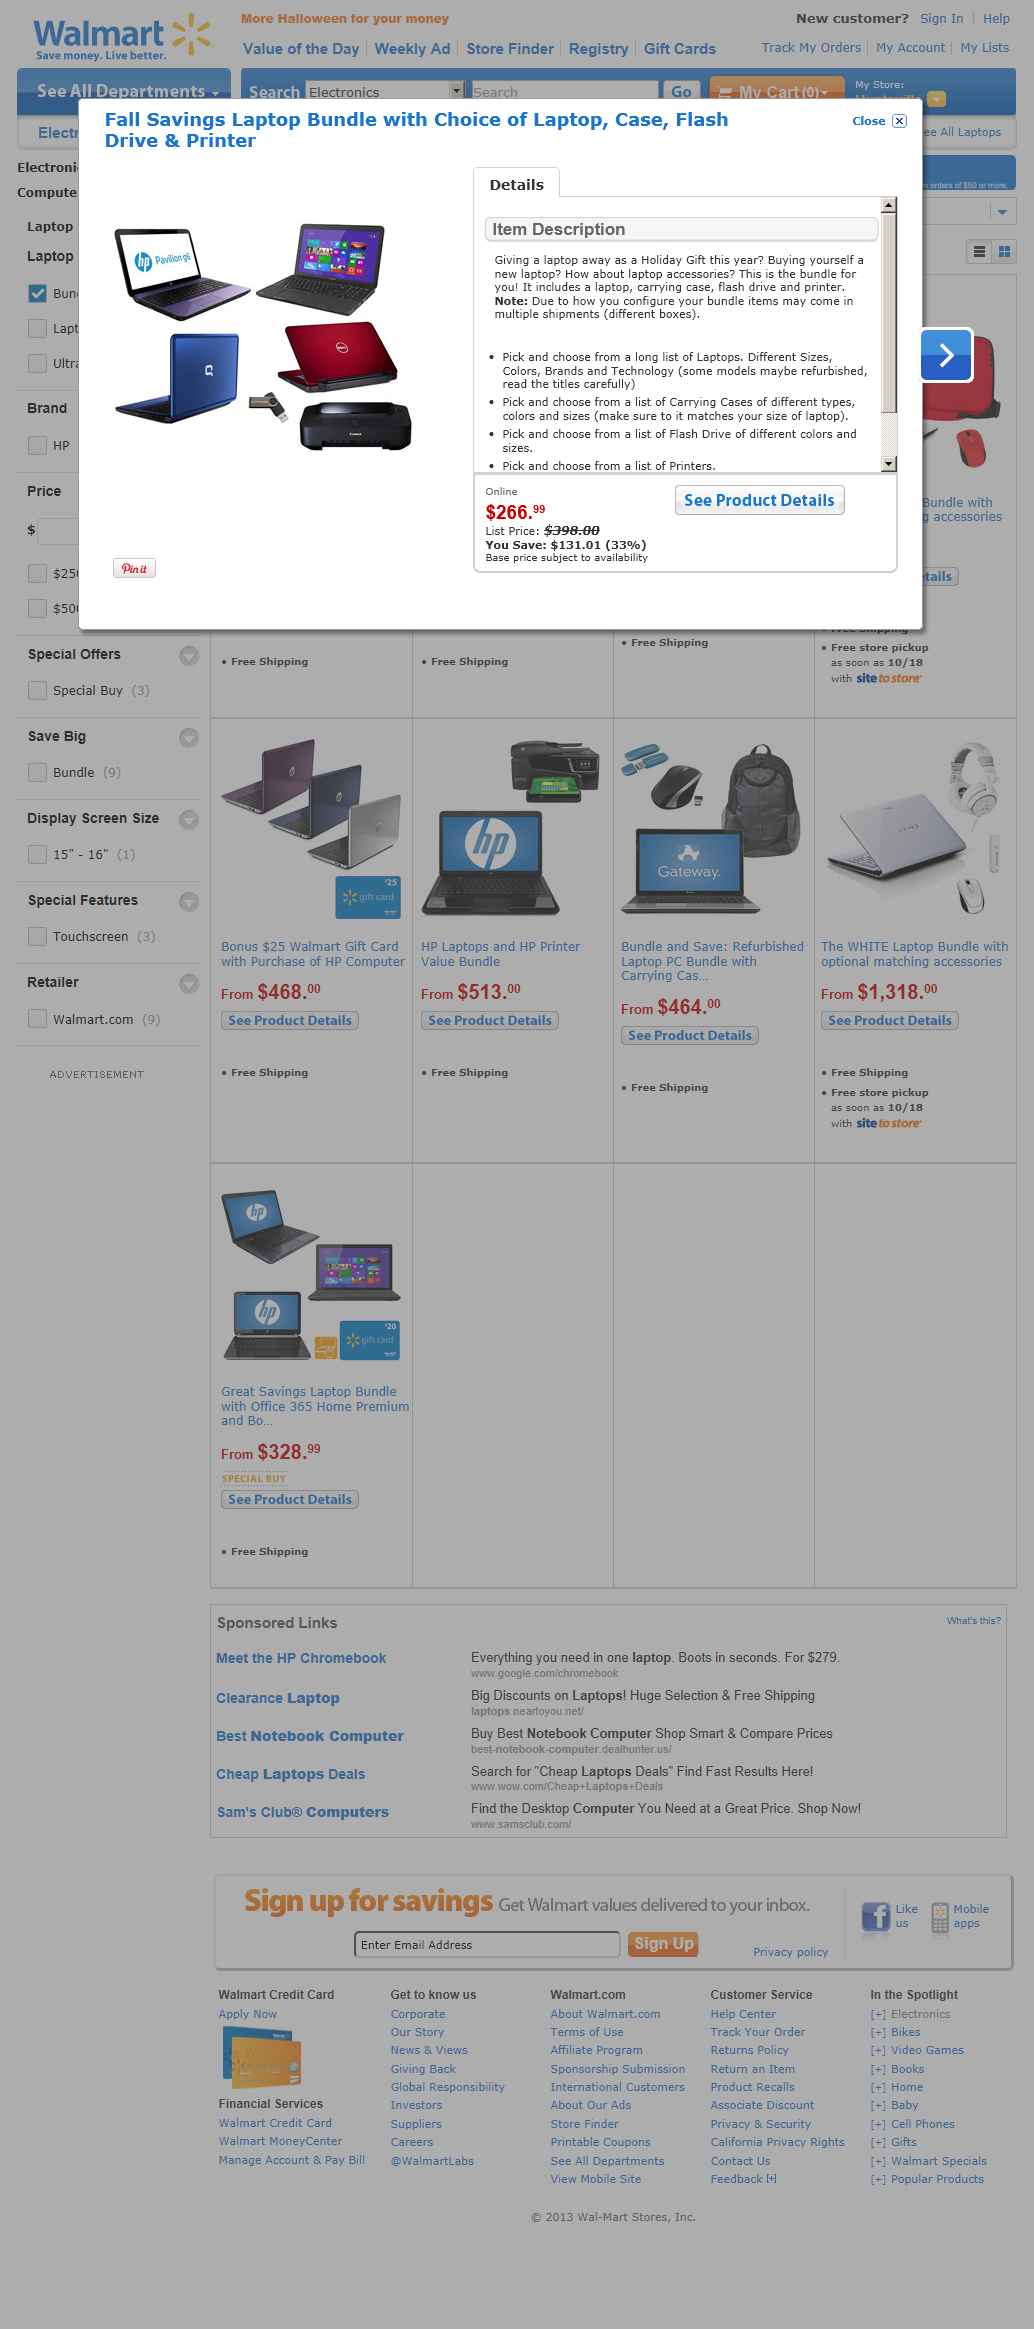 Walmart
Save money. Live better.
More Halloween for your money
New customer? Sign In Help
Value of the Day Weekly Ad Store Finder Registry Gift Cards
Track My Orders My Account My Lists
See All Departments
Search Electronics Search Go
My Cart (0)
My Store:
See All Laptops
orders of $50 or more.
Fall Savings Laptop Bundle with Choice of Laptop, Case, Flash
Drive & Printer
Close
Details
Item Description
Giving a laptop away as a Holiday Gift this year? Buying yourself a
new laptop? How about laptop accessories? This is the bundle for
you! It includes a laptop, carrying case, flash drive and printer.
Note: Due to how you configure your bundle items may come in
multiple shipments (different boxes).
• Pick and choose from a long list of Laptops. Different Sizes,
Colors, Brands and Technology (some models maybe refurbished,
read the titles carefully)
• Pick and choose from a list of Carrying Cases of different types,
colors and sizes (make sure to it matches your size of laptop).
• Pick and choose from a list of Flash Drive of different colors and
sizes.
• Pick and choose from a list of Printers.
Online
$266.99
List Price: $398.00
You Save: $131.01 (33%)
Base price subject to availability
See Product Details
Pin it
hp Pavilion g6
Laptop
Laptop
Brand
HP
Price
$
Bundle with
accessories
Special Offers
Special Buy (3)
Save Big
Bundle (9)
Display Screen Size
15" - 16" (1)
Special Features
Touchscreen (3)
Retailer
Walmart.com (9)
ADVERTISEMENT
• Free Shipping
• Free Shipping
• Free Shipping
• Free Shipping
• Free store pickup
as soon as 10/18
with site to store
$25
gift card
hp
Gateway
Bonus $25 Walmart Gift Card
with Purchase of HP Computer
From $468.00
See Product Details
• Free Shipping
HP Laptops and HP Printer
Value Bundle
From $513.00
See Product Details
• Free Shipping
Bundle and Save: Refurbished
Laptop PC Bundle with
Carrying Cas...
From $464.00
See Product Details
• Free Shipping
The WHITE Laptop Bundle with
optional matching accessories
From $1,318.00
See Product Details
• Free Shipping
• Free store pickup
as soon as 10/18
with site to store
hp
hp
$20
gift card
Great Savings Laptop Bundle
with Office 365 Home Premium
and Bo...
From $328.99
SPECIAL BUY
See Product Details
• Free Shipping
Sponsored Links
What's this?
Meet the HP Chromebook
Everything you need in one laptop. Boots in seconds. For $279.
www.google.com/chromebook
Clearance Laptop
Big Discounts on Laptops! Huge Selection & Free Shipping
laptops.neartoyou.net/
Best Notebook Computer
Buy Best Notebook Computer Shop Smart & Compare Prices
best-notebook-computer.dealhunter.us/
Cheap Laptops Deals
Search for "Cheap Laptops Deals" Find Fast Results Here!
www.wow.com/Cheap+Laptops+Deals
Sam's Club® Computers
Find the Desktop Computer You Need at a Great Price. Shop Now!
www.samsclub.com/
Sign up for savings Get Walmart values delivered to your inbox.
Enter Email Address
Sign Up
Privacy policy
Like
us
Mobile
apps
Walmart Credit Card
Apply Now
Financial Services
Walmart Credit Card
Walmart MoneyCenter
Manage Account & Pay Bill
Get to know us
Corporate
Our Story
News & Views
Giving Back
Global Responsibility
Investors
Suppliers
Careers
@WalmartLabs
Walmart.com
About Walmart.com
Terms of Use
Affiliate Program
Sponsorship Submission
International Customers
About Our Ads
Store Finder
Printable Coupons
See All Departments
View Mobile Site
Customer Service
Help Center
Track Your Order
Returns Policy
Return an Item
Product Recalls
Associate Discount
Privacy & Security
California Privacy Rights
Contact Us
Feedback [+]
In the Spotlight
[+] Electronics
[+] Bikes
[+] Video Games
[+] Books
[+] Home
[+] Baby
[+] Cell Phones
[+] Gifts
[+] Walmart Specials
[+] Popular Products
© 2013 Wal-Mart Stores, Inc.